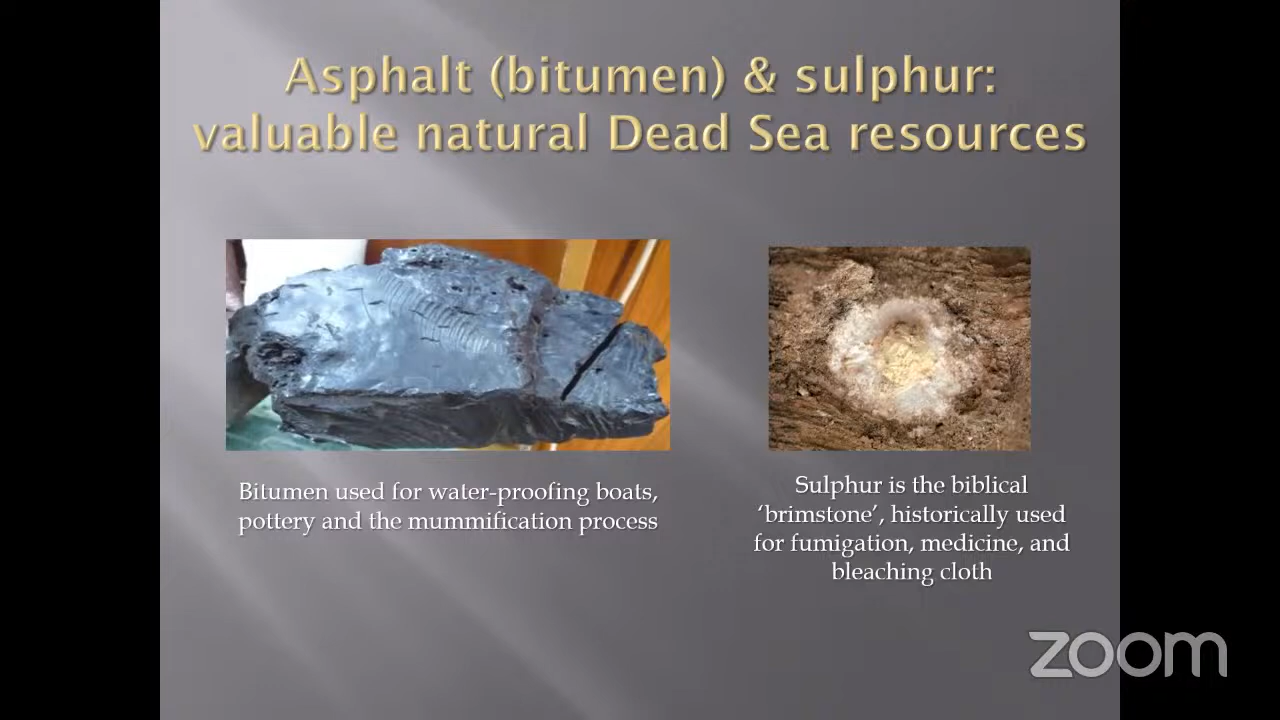 Asphalt (bitumen) & sulphur:
valuable natural Dead Sea resources
Bitumen used for water-proofing boats,
pottery and the mummification process
Sulphur is the biblical
‘brimstone’, historically used
for fumigation, medicine, and
bleaching cloth
zoom